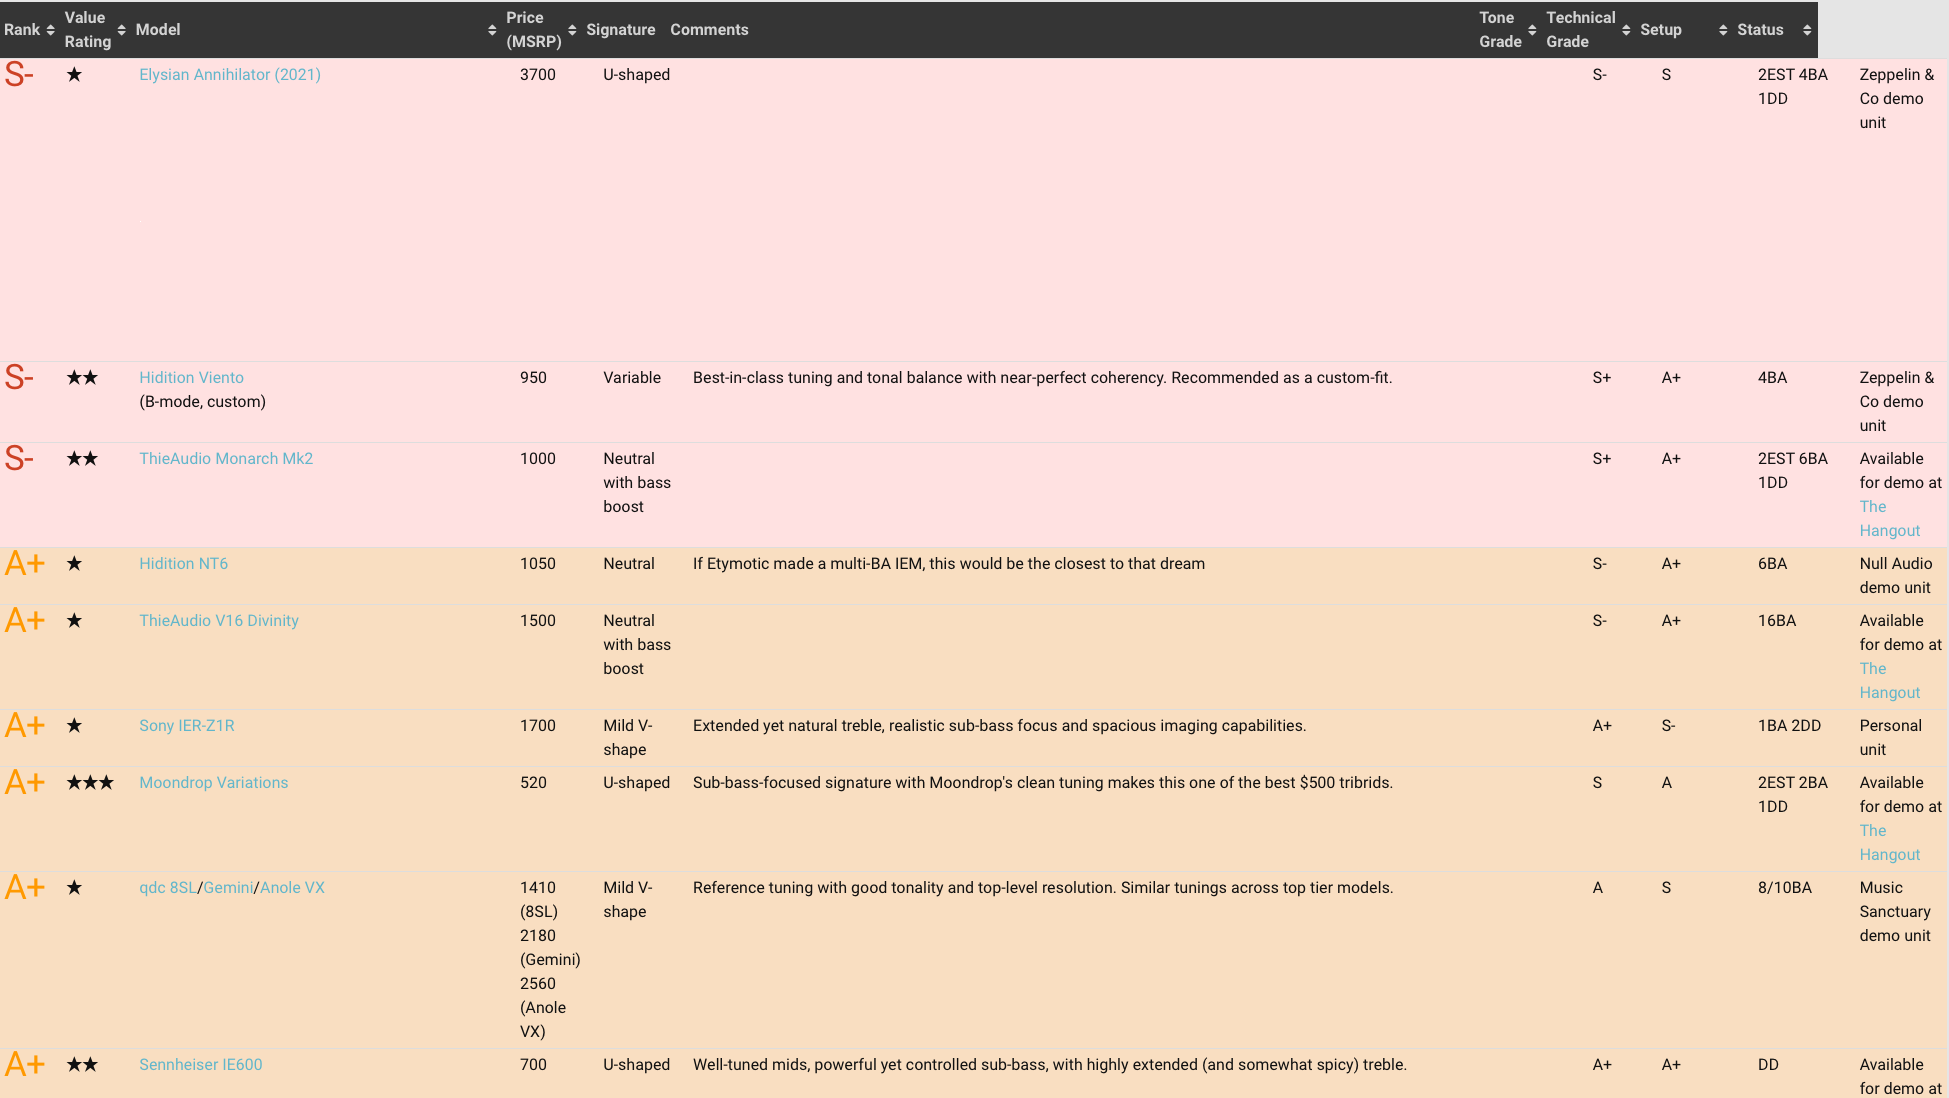 Rank Value Rating Model Price (MSRP) Signature Comments Tone Grade Technical Grade Setup Status
S- ★ Elysian Annihilator (2021) 3700 U-shaped S- S 2EST 4BA Zeppelin &
1DD Co demo
unit
S- ★★ Hidition Viento 950 Variable Best-in-class tuning and tonal balance with near-perfect coherency. Recommended as a custom-fit. S+ A+ 4BA Zeppelin &
(B-mode, custom) Co demo
unit
S- ★★ ThieAudio Monarch Mk2 1000 Neutral S+ A+ 2EST 6BA Available
with bass 1DD for demo at
boost The
Hangout
A+ ★ Hidition NT6 1050 Neutral If Etymotic made a multi-BA IEM, this would be the closest to that dream S- A+ 6BA Null Audio
demo unit
A+ ★ ThieAudio V16 Divinity 1500 Neutral S- A+ 16BA Available
with bass for demo at
boost The
Hangout
A+ ★ Sony IER-Z1R 1700 Mild V- Extended yet natural treble, realistic sub-bass focus and spacious imaging capabilities. A+ S- 1BA 2DD Personal
shape unit
A+ ★★★ Moondrop Variations 520 U-shaped Sub-bass-focused signature with Moondrop's clean tuning makes this one of the best $500 tribrids. S A 2EST 2BA Available
1DD for demo at
The
Hangout
A+ ★ qdc 8SL/Gemini/Anole VX 1410 Mild V- Reference tuning with good tonality and top-level resolution. Similar tunings across top tier models. A S 8/10BA Music
(8SL) shape Sanctuary
2180 demo unit
(Gemini)
2560
(Anole
VX)
A+ ★★ Sennheiser IE600 700 U-shaped Well-tuned mids, powerful yet controlled sub-bass, with highly extended (and somewhat spicy) treble. A+ A+ DD Available
for demo at